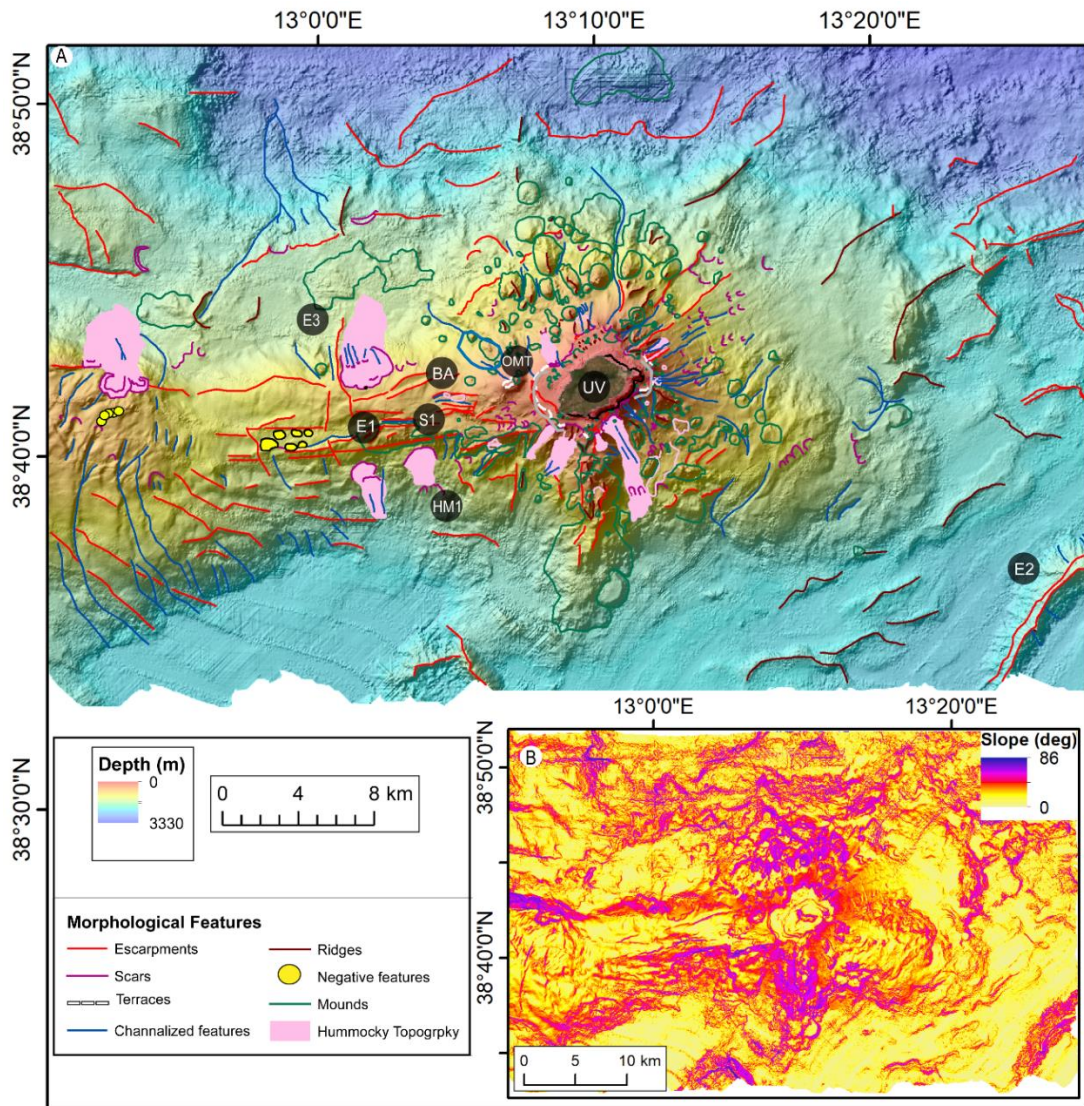 13°0'0"E
13°10'0"E
13°20'0"E
A
38°50'0"N
38°40'0"N
38°30'0"N
E3
BA
OMT
UV
E1
S1
HM1
E2
Depth (m)
0
3330
0 4 8 km
Morphological Features
Escarpments
Ridges
Scars
Negative features
Terraces
Mounds
Channalized features
Hummocky Topogrpky
13°0'0"E
13°20'0"E
B
Slope (deg)
86
0
38°50'0"N
38°40'0"N
0 5 10 km